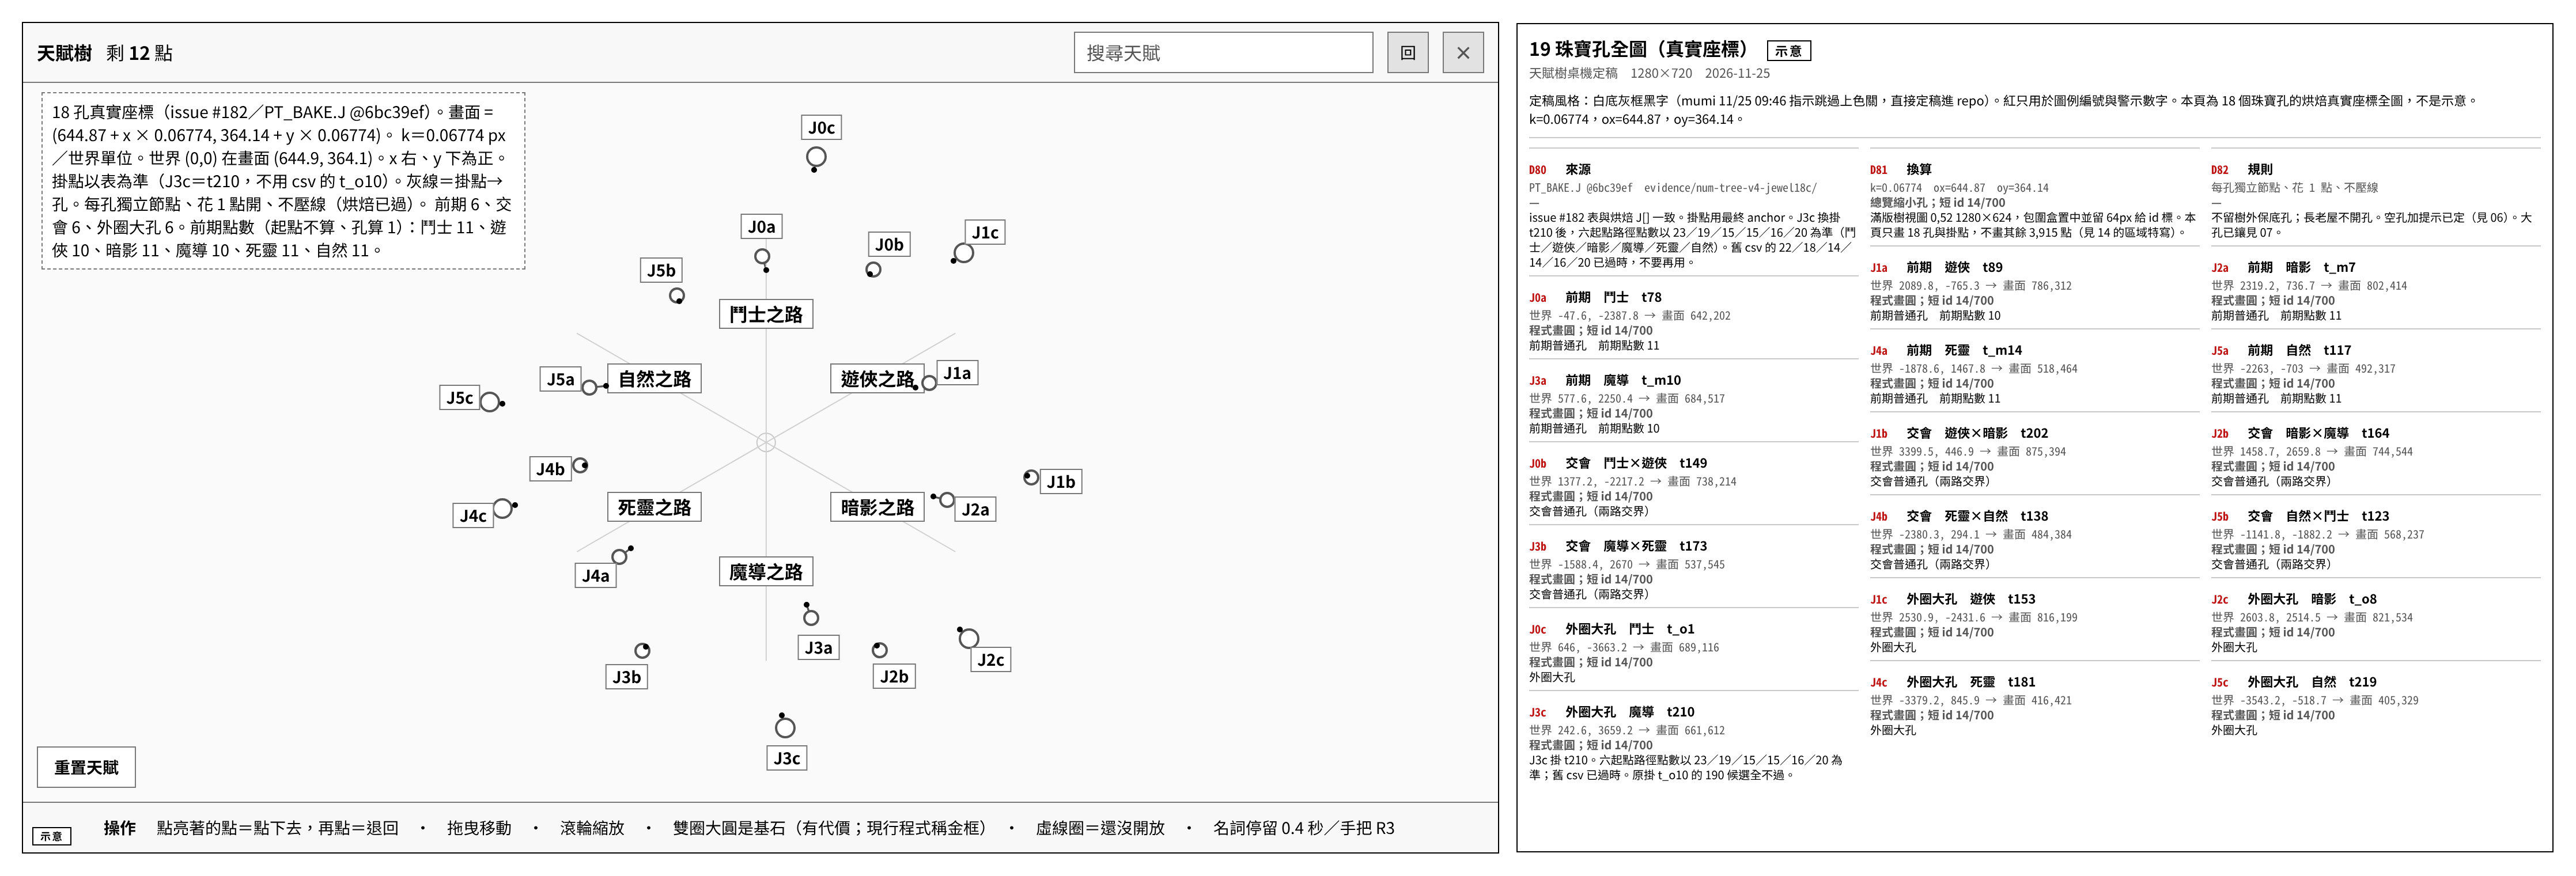 天賦樹 剩 12 點
搜尋天賦
回
×
18 孔真實座標（issue #182／PT_BAKE.J @6bc39ef）。畫面 =
(644.87 + x × 0.06774, 364.14 + y × 0.06774)。 k＝0.06774 px
／世界單位。世界 (0,0) 在畫面 (644.9, 364.1)。x 右、y 下為正。
掛點以表為準（J3c＝t210，不用 csv 的 t_o10）。灰線＝掛點→
孔。每孔獨立節點、花 1 點開、不壓線（烘焙已過）。 前期 6、交
會 6、外圈大孔 6。前期點數（起點不算、孔算 1）：鬥士 11、遊
俠 10、暗影 11、魔導 10、死靈 11、自然 11。
J0c
J0a
J0b
J1c
J5b
鬥士之路
J5a
自然之路
遊俠之路
J1a
J5c
J4b
J1b
J4c
死靈之路
暗影之路
J2a
J4a
魔導之路
J3a
J2c
J3b
J2b
J3c
重置天賦
示意
操作 點亮著的點＝點下去，再點＝退回 · 拖曳移動 · 滾輪縮放 · 雙圈大圓是基石（有代價；現行程式稱金框） · 虛線圈＝還沒開放 · 名詞停留 0.4 秒／手把 R3
19 珠寶孔全圖（真實座標） 示意
天賦樹桌機定稿 1280×720 2026-11-25
定稿風格：白底灰框黑字（mumi 11/25 09:46 指示跳過上色關，直接定稿進 repo）。紅只用於圖例編號與警示數字。本頁為 18 個珠寶孔的烘焙真實座標全圖，不是示意。
k=0.06774，ox=644.87，oy=364.14。
D80 來源
PT_BAKE.J @6bc39ef evidence/num-tree-v4-jewel18c/
—
issue #182 表與烘焙 J[] 一致。掛點用最終 anchor。J3c 換掛
t210 後，六起點路徑點數以 23／19／15／15／16／20 為準（鬥
士／遊俠／暗影／魔導／死靈／自然）。舊 csv 的 22／18／14／
14／16／20 已過時，不要再用。
J0a 前期 鬥士 t78
世界 -47.6, -2387.8 → 畫面 642,202
程式畫圓；短 id 14/700
前期普通孔 前期點數 11
J3a 前期 魔導 t_m10
世界 577.6, 2250.4 → 畫面 684,517
程式畫圓；短 id 14/700
前期普通孔 前期點數 10
J0b 交會 鬥士×遊俠 t149
世界 1377.2, -2217.2 → 畫面 738,214
程式畫圓；短 id 14/700
交會普通孔（兩路交界）
J3b 交會 魔導×死靈 t173
世界 -1588.4, 2670 → 畫面 537,545
程式畫圓；短 id 14/700
交會普通孔（兩路交界）
J0c 外圈大孔 鬥士 t_o1
世界 646, -3663.2 → 畫面 689,116
程式畫圓；短 id 14/700
外圈大孔
J3c 外圈大孔 魔導 t210
世界 242.6, 3659.2 → 畫面 661,612
程式畫圓；短 id 14/700
J3c 掛 t210。六起點路徑點數以 23／19／15／15／16／20 為
準；舊 csv 已過時。原掛 t_o10 的 190 候選全不過。
D81 換算
k=0.06774 ox=644.87 oy=364.14
總覽縮小孔；短 id 14/700
滿版樹視圖 0,52 1280×624，包圍盒置中並留 64px 給 id 標。本
頁只畫 18 孔與掛點，不畫其餘 3,915 點（見 14 的區域特寫）。
J1a 前期 遊俠 t89
世界 2089.8, -765.3 → 畫面 786,312
程式畫圓；短 id 14/700
前期普通孔 前期點數 10
J4a 前期 死靈 t_m14
世界 -1878.6, 1467.8 → 畫面 518,464
程式畫圓；短 id 14/700
前期普通孔 前期點數 11
J1b 交會 遊俠×暗影 t202
世界 3399.5, 446.9 → 畫面 875,394
程式畫圓；短 id 14/700
交會普通孔（兩路交界）
J4b 交會 死靈×自然 t138
世界 -2380.3, 294.1 → 畫面 484,384
程式畫圓；短 id 14/700
交會普通孔（兩路交界）
J1c 外圈大孔 遊俠 t153
世界 2530.9, -2431.6 → 畫面 816,199
程式畫圓；短 id 14/700
外圈大孔
J4c 外圈大孔 死靈 t181
世界 -3379.2, 845.9 → 畫面 416,421
程式畫圓；短 id 14/700
外圈大孔
D82 規則
每孔獨立節點、花 1 點、不壓線
—
不留樹外保底孔；長老屋不開孔。空孔加提示已定（見 06）。大
孔已鑲見 07。
J2a 前期 暗影 t_m7
世界 2319.2, 736.7 → 畫面 802,414
程式畫圓；短 id 14/700
前期普通孔 前期點數 11
J5a 前期 自然 t117
世界 -2263, -703 → 畫面 492,317
程式畫圓；短 id 14/700
前期普通孔 前期點數 11
J2b 交會 暗影×魔導 t164
世界 1458.7, 2659.8 → 畫面 744,544
程式畫圓；短 id 14/700
交會普通孔（兩路交界）
J5b 交會 自然×鬥士 t123
世界 -1141.8, -1882.2 → 畫面 568,237
程式畫圓；短 id 14/700
交會普通孔（兩路交界）
J2c 外圈大孔 暗影 t_o8
世界 2603.8, 2514.5 → 畫面 821,534
程式畫圓；短 id 14/700
外圈大孔
J5c 外圈大孔 自然 t219
世界 -3543.2, -518.7 → 畫面 405,329
程式畫圓；短 id 14/700
外圈大孔